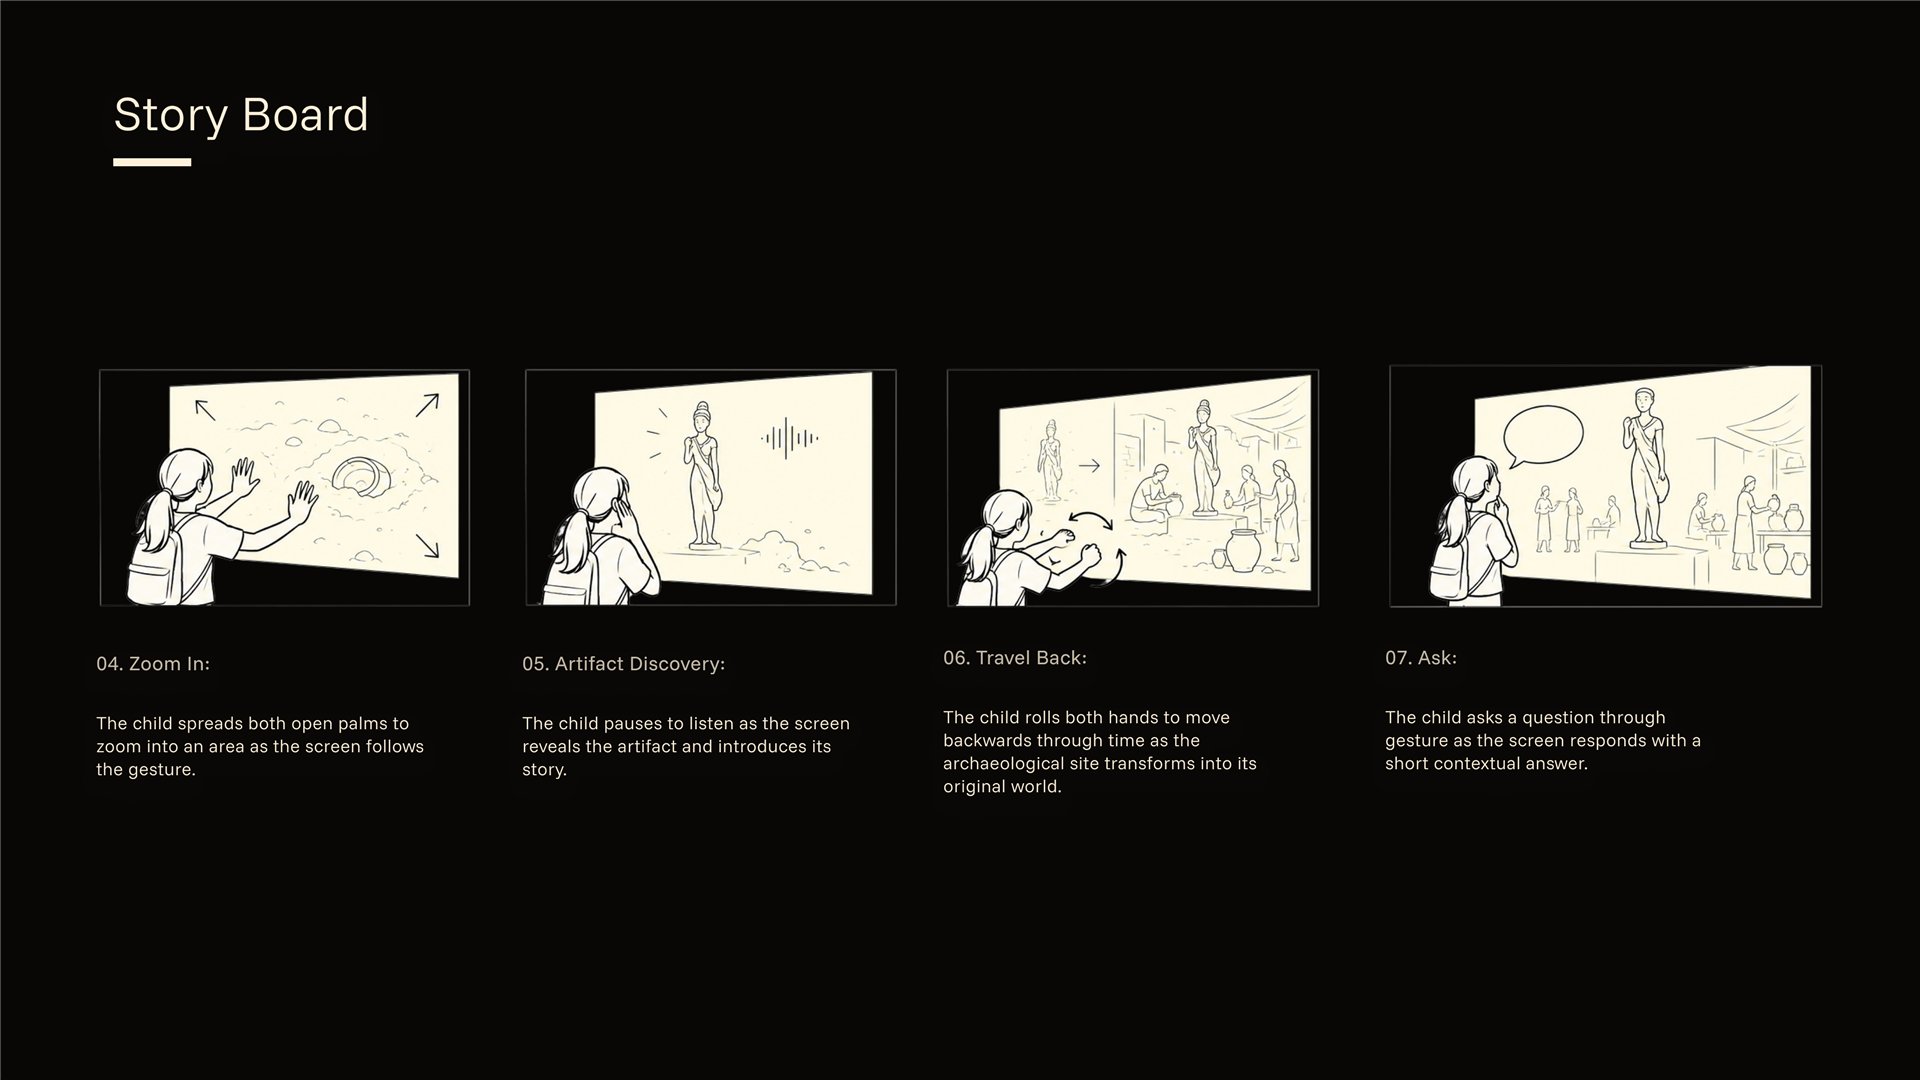 Story Board
04. Zoom In:
The child spreads both open palms to
zoom into an area as the screen follows
the gesture.
05. Artifact Discovery:
The child pauses to listen as the screen
reveals the artifact and introduces its
story.
06. Travel Back:
The child rolls both hands to move
backwards through time as the
archaeological site transforms into its
original world.
07. Ask:
The child asks a question through
gesture as the screen responds with a
short contextual answer.